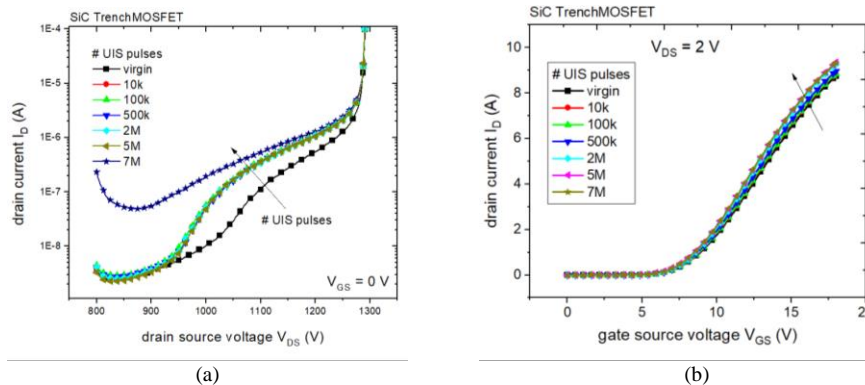 SiC TrenchMOSFET
1E-4
1E-5
1E-6
1E-7
1E-8
drain current I_D (A)
# UIS pulses
virgin
10k
100k
500k
2M
5M
7M
# UIS pulses
V_GS = 0 V
800 900 1000 1100 1200 1300
drain source voltage V_DS (V)
(a)
SiC TrenchMOSFET
10
8
6
4
2
0
drain current I_D (A)
V_DS = 2 V
# UIS pulses
virgin
10k
100k
500k
2M
5M
7M
0 5 10 15
gate source voltage V_GS (V)
(b)